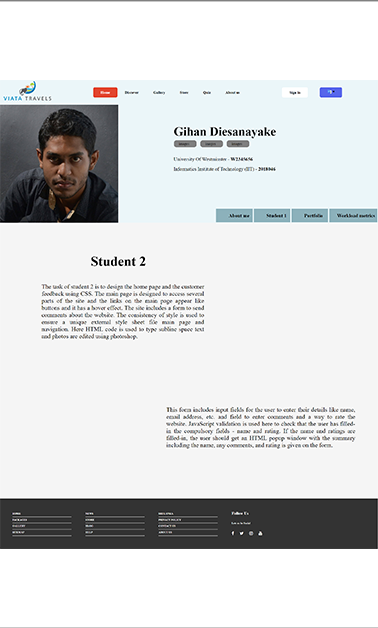 VIATA TRAVELS
Home Discover Gallery Store Quiz About us Sign in
Gihan Diesanayake
University Of Westminster - W2345656
Informatics Institute of Technology (IIT) - 2018046
About me Student 1 Portfolio Workload matrics
Student 2
The task of student 2 is to design the home page and the customer
feedback using CSS. The main page is designed to access several
parts of the site and the links on the main page appear like
buttons and it has a hover effect. The site includes a form to send
comments about the website. The consistency of style is used to
ensure a unique external style sheet file main page and
navigation. Here HTML code is used to type subline space text
and photos are edited using photoshop.
This form includes input fields for the user to enter their details like name,
email address, etc. and field to enter comments and a way to rate the
website. JavaScript validation is used here to check that the user has filled-
in the compulsory fields - name and rating. If the name and ratings are
filled-in, the user should get an HTML popup window with the summary
including the name, any comments, and rating is given on the form.
Follow Us
PACKAGES STORE PRIVACY POLICY
GALLERY CONTACT US
HELP ABOUT US